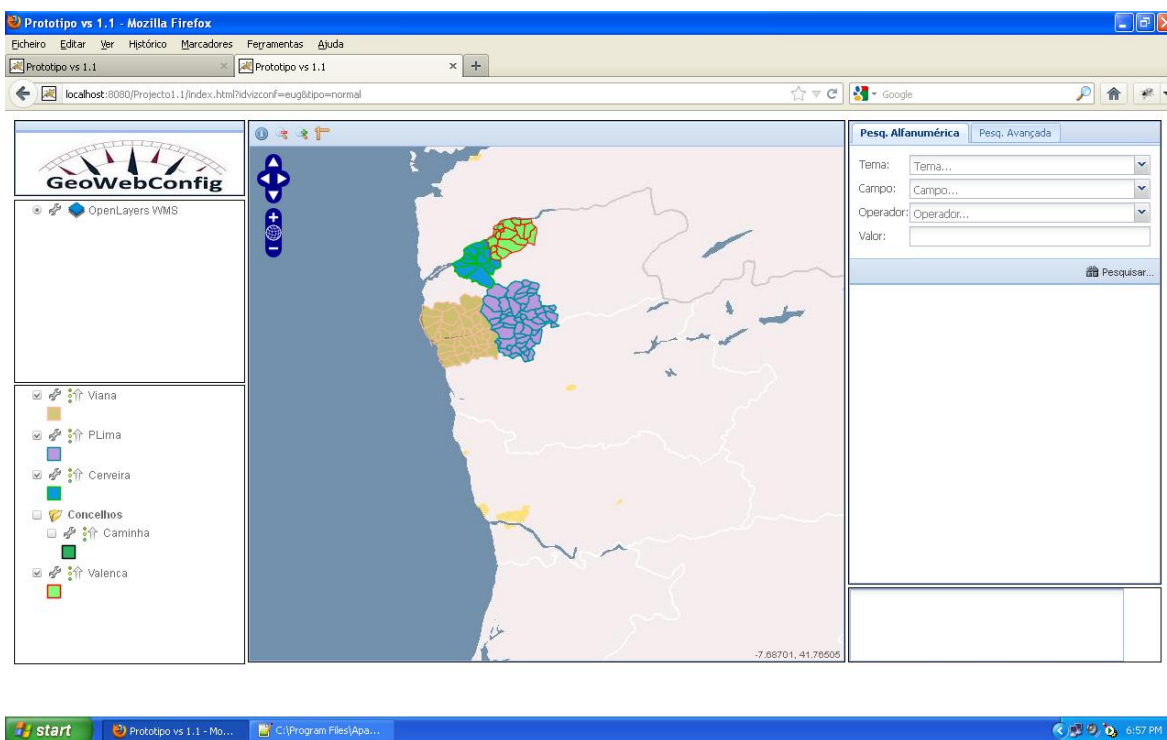 Prototipo vs 1.1 - Mozilla Firefox
Ficheiro Editar Ver Histórico Marcadores Ferramentas Ajuda
Prototipo vs 1.1
Prototipo vs 1.1
localhost:8080/Projecto1.1/index.html?idvizconf=eug&tipo=normal
Google
GeoWebConfig
OpenLayers WMS
Viana
PLima
Cerveira
Concelhos
Caminha
Valenca
-7.68701, 41.76505
Pesq. Alfanumérica Pesq. Avançada
Tema: Tema...
Campo: Campo...
Operador: Operador...
Valor:
Pesquisar...
start
Prototipo vs 1.1 - Mo...
C:\Program Files\Apa...
6:57 PM